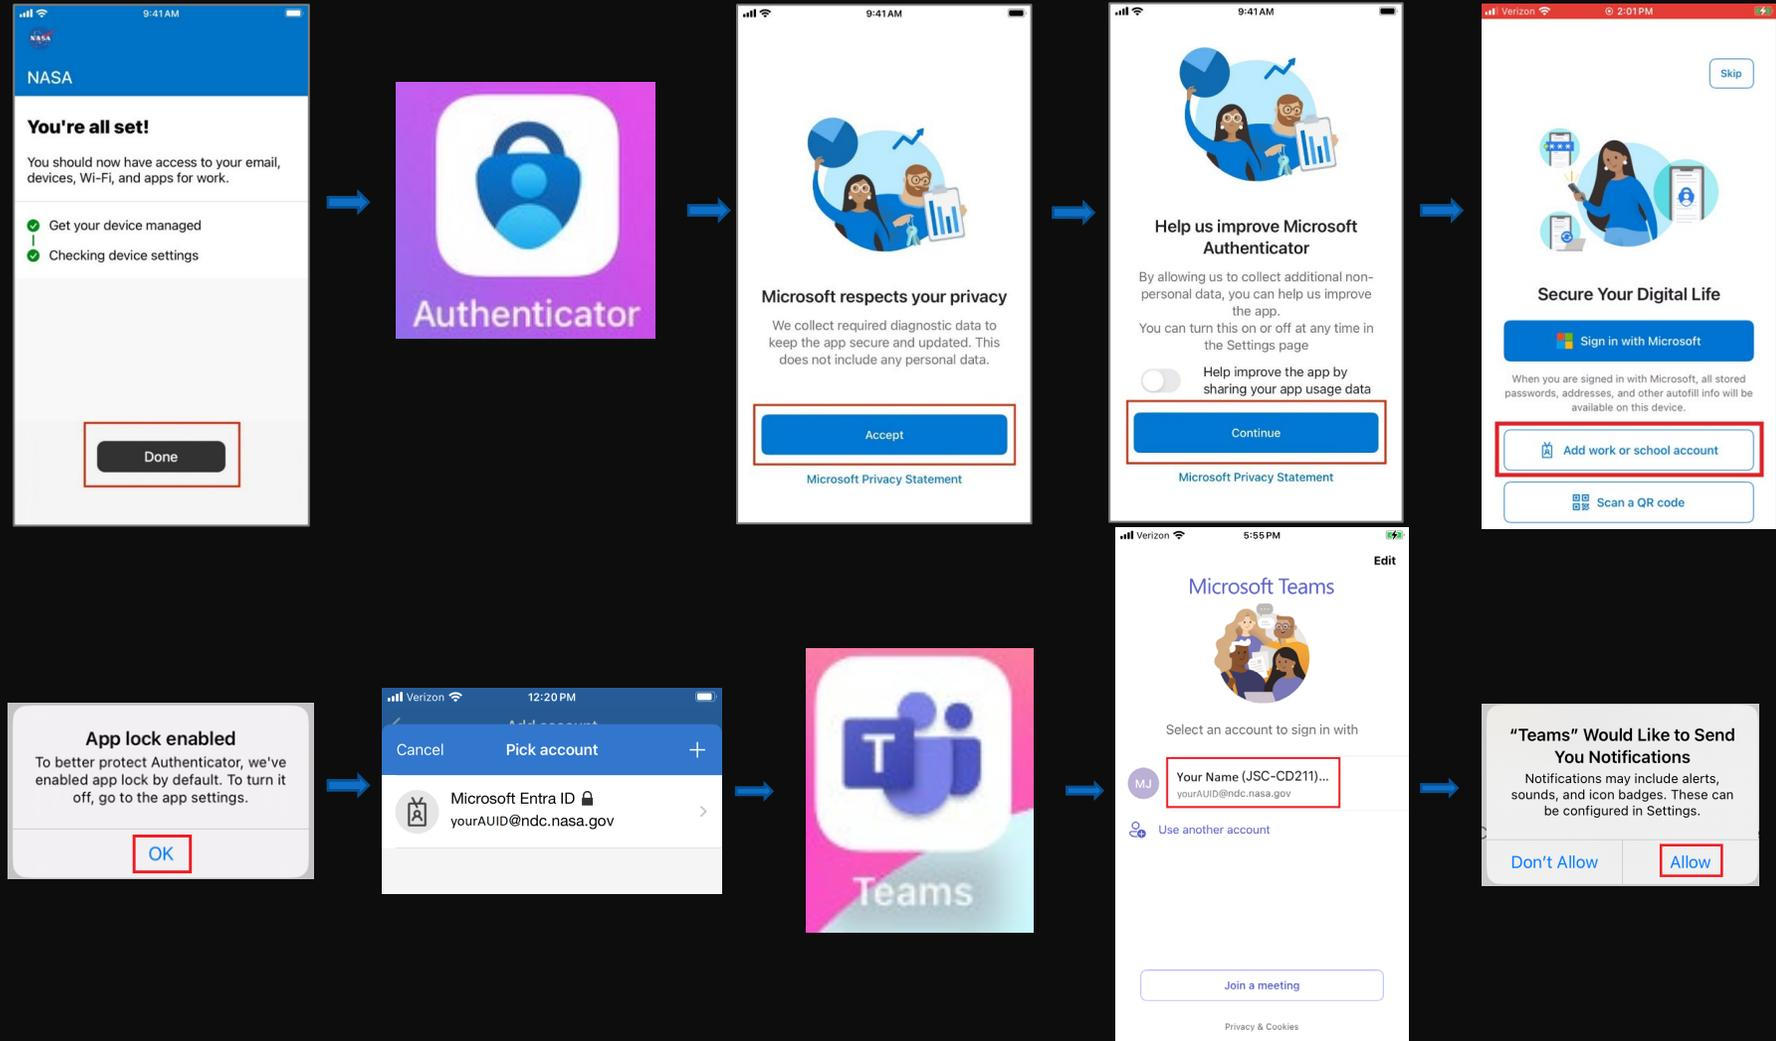 9:41 AM
NASA
NASA
You're all set!
You should now have access to your email,
devices, Wi-Fi, and apps for work.
Get your device managed
Checking device settings
Done
Authenticator
9:41 AM
Microsoft respects your privacy
We collect required diagnostic data to
keep the app secure and updated. This
does not include any personal data.
Accept
Microsoft Privacy Statement
9:41 AM
Help us improve Microsoft
Authenticator
By allowing us to collect additional non-
personal data, you can help us improve
the app.
You can turn this on or off at any time in
the Settings page
Help improve the app by
sharing your app usage data
Continue
Microsoft Privacy Statement
Verizon 2:01 PM
Skip
Secure Your Digital Life
Sign in with Microsoft
When you are signed in with Microsoft, all stored
passwords, addresses, and other autofill info will be
available on this device.
Add work or school account
Scan a QR code
App lock enabled
To better protect Authenticator, we've
enabled app lock by default. To turn it
off, go to the app settings.
OK
Verizon 12:20 PM
Add account
Cancel Pick account
Microsoft Entra ID
yourAUID@ndc.nasa.gov
T
Teams
Verizon 5:55 PM
Edit
Microsoft Teams
Select an account to sign in with
MJ
Your Name (JSC-CD211)...
yourAUID@ndc.nasa.gov
Use another account
Join a meeting
Privacy & Cookies
“Teams” Would Like to Send
You Notifications
Notifications may include alerts,
sounds, and icon badges. These can
be configured in Settings.
Don’t Allow Allow